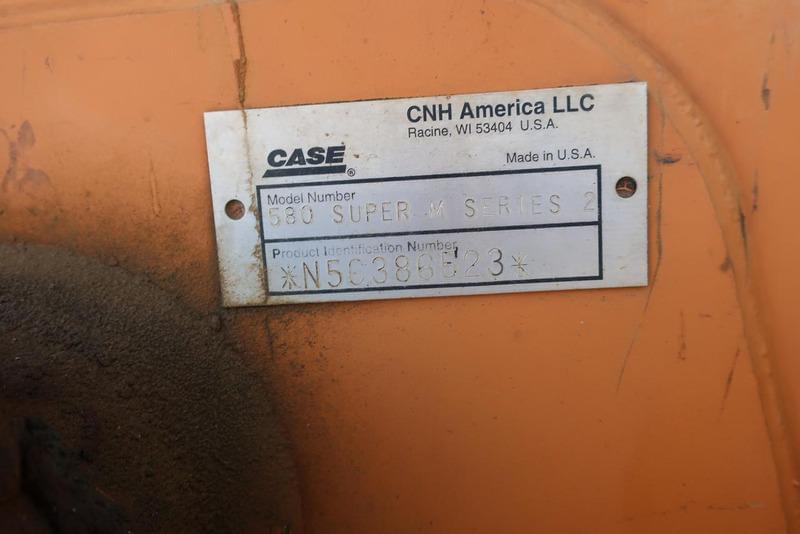 CNH America LLC
Racine, WI 53404 U.S.A.
CASE®
Made in U.S.A.
Model Number
580 SUPER M SERIES 2
Product Identification Number